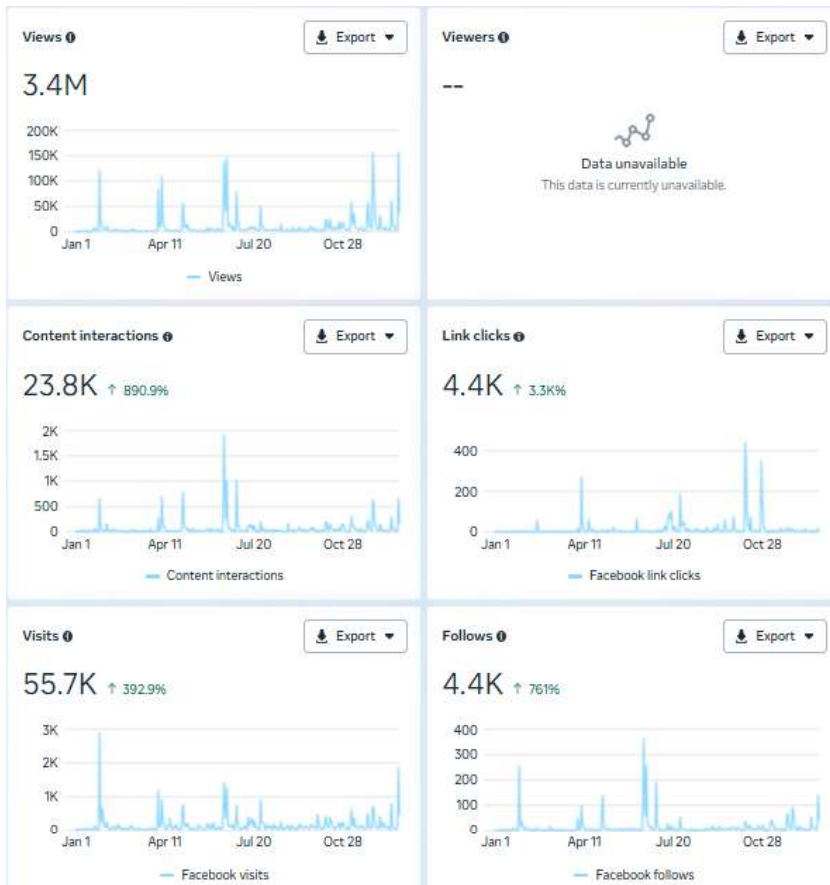 Views
Export
3.4M
200K
150K
100K
50K
0
Jan 1 Apr 11 Jul 20 Oct 28
Views
Viewers
Export
--
Data unavailable
This data is currently unavailable.
Content interactions
Export
23.8K ↑ 890.9%
2K
1.5K
1K
500
0
Jan 1 Apr 11 Jul 20 Oct 28
Content interactions
Link clicks
Export
4.4K ↑ 3.3K%
400
200
0
Jan 1 Apr 11 Jul 20 Oct 28
Facebook link clicks
Visits
Export
55.7K ↑ 392.9%
3K
2K
1K
0
Jan 1 Apr 11 Jul 20 Oct 28
Facebook visits
Follows
Export
4.4K ↑ 761%
400
300
200
100
0
Jan 1 Apr 11 Jul 20 Oct 28
Facebook follows